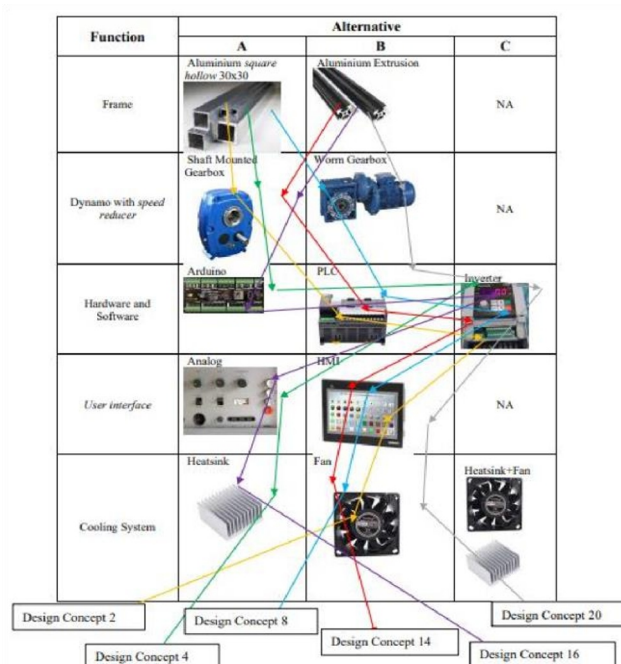 Function
Alternative
A
B
C
Frame
Aluminium square
hollow 30x30
Aluminium Extrusion
NA
Dynamo with speed
reducer
Shaft Mounted
Gearbox
Worm Gearbox
NA
Hardware and
Software
Arduino
PLC
Inverter
User interface
Analog
HMI
NA
Cooling System
Heatsink
Fan
Heatsink+Fan
Design Concept 2
Design Concept 8
Design Concept 20
Design Concept 4
Design Concept 14
Design Concept 16